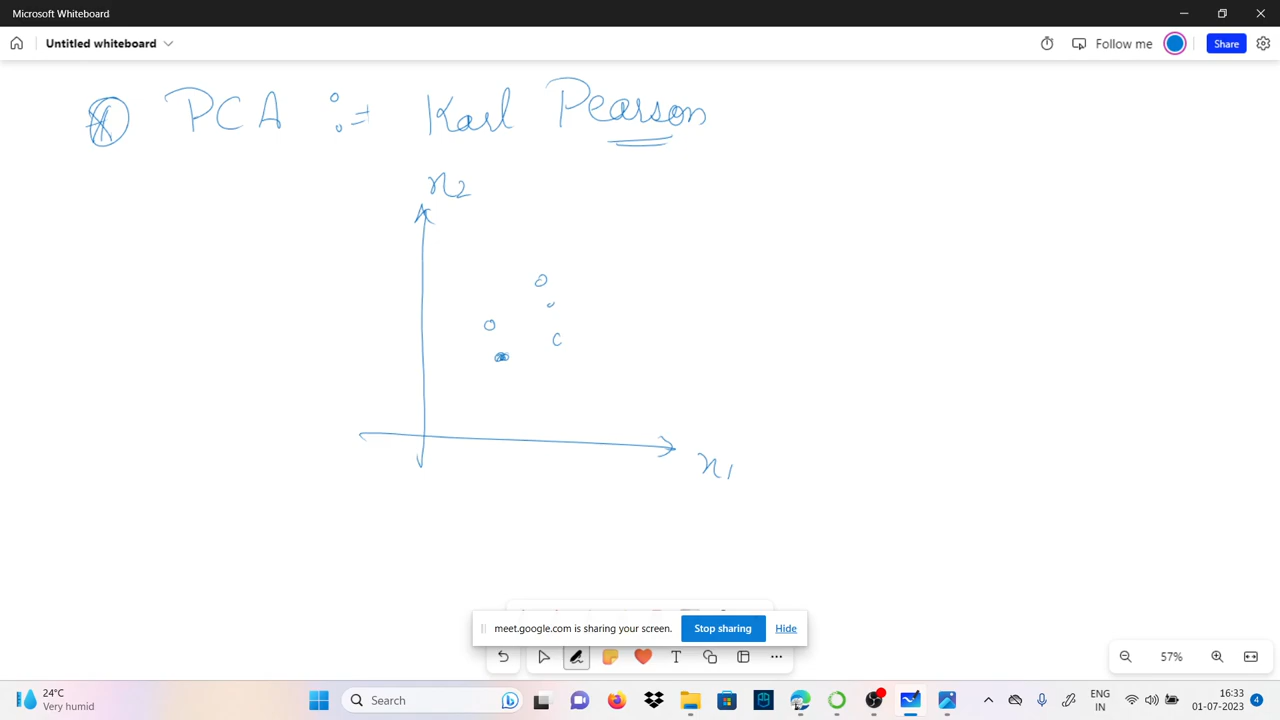 Microsoft Whiteboard
Untitled whiteboard
Follow me
Share
PCA :- Karl Pearson
x2
x1
meet.google.com is sharing your screen. Stop sharing Hide
57%
24°C
Very humid
Search
ENG
IN
16:33
01-07-2023
4